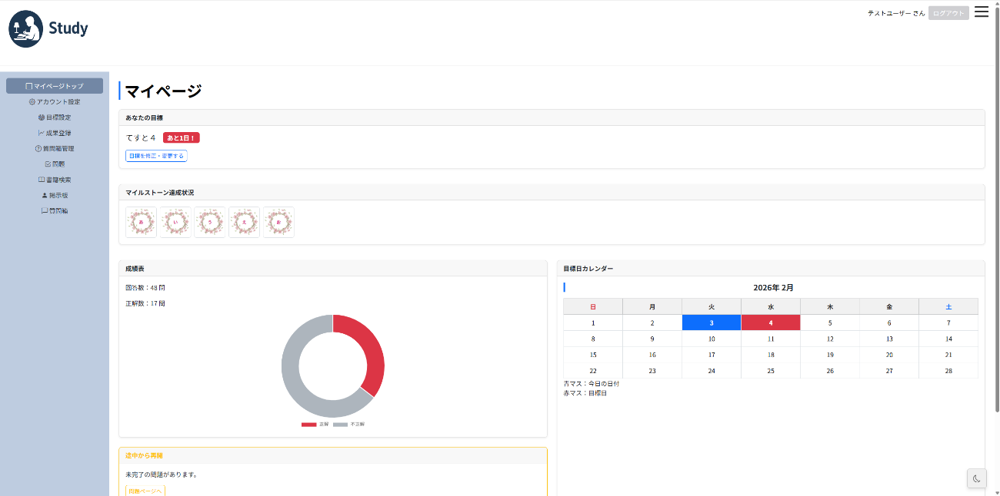 Study
テストユーザー さん
ログアウト
マイページトップ
アカウント設定
目標設定
成果登録
質問箱管理
問題
書籍検索
掲示板
質問箱
マイページ
あなたの目標
てすと４ あと1日！
目標を修正・変更する
マイルストーン達成状況
あ い う え お
成績表
回答数：48 問
正解数：17 問
正解 不正解
途中から再開
未完了の問題があります。
問題ページへ
目標日カレンダー
2026年 2月
日 月 火 水 木 金 土
1 2 3 4 5 6 7
8 9 10 11 12 13 14
15 16 17 18 19 20 21
22 23 24 25 26 27 28
青マス：今日の日付
赤マス：目標日